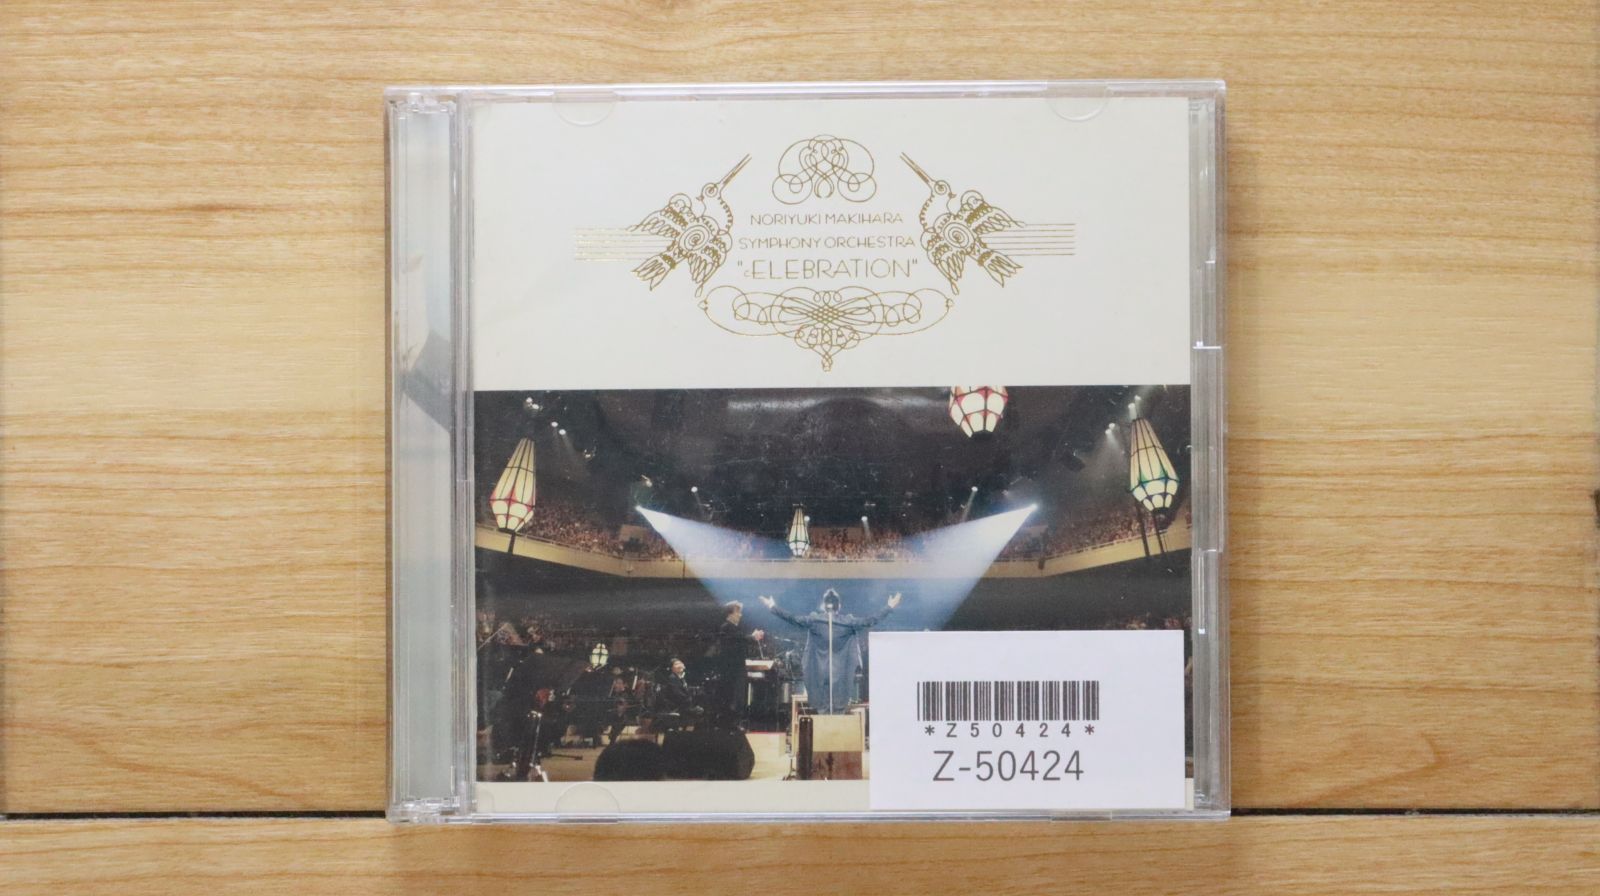 NORIYUKI MAKIHARA
SYMPHONY ORCHESTRA
"cELEBRATION"
*Z50424*
Z-50424